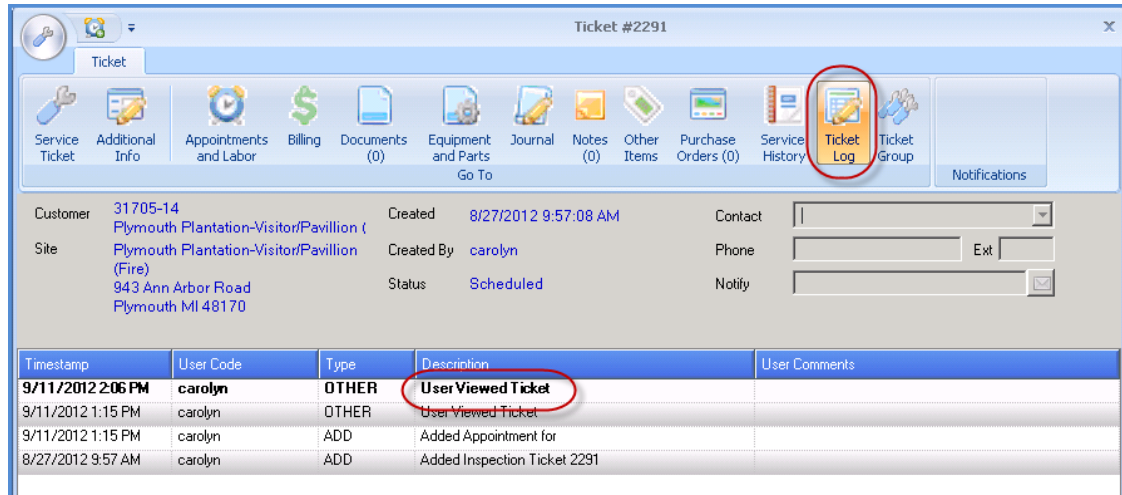 Ticket #2291
X
Ticket
Service Ticket
Additional Info
Appointments and Labor
Billing
Documents (0)
Equipment and Parts
Journal
Notes (0)
Other Items
Purchase Orders (0)
Service History
Ticket Log
Ticket Group
Go To
Notifications
Customer 31705-14 Created 8/27/2012 9:57:08 AM Contact
Plymouth Plantation-Visitor/Pavillion (
Site Plymouth Plantation-Visitor/Pavillion Created By carolyn Phone Ext
(Fire)
943 Ann Arbor Road Status Scheduled Notify
Plymouth MI 48170
Timestamp User Code Type Description User Comments
9/11/2012 2:06 PM carolyn OTHER User Viewed Ticket
9/11/2012 1:15 PM carolyn OTHER User Viewed Ticket
9/11/2012 1:15 PM carolyn ADD Added Appointment for
8/27/2012 9:57 AM carolyn ADD Added Inspection Ticket 2291